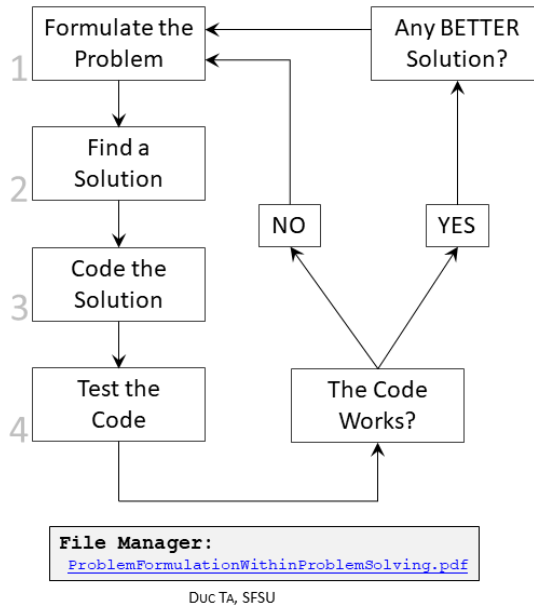 1
Formulate the
Problem
Any BETTER
Solution?
2
Find a
Solution
NO
YES
3
Code the
Solution
4
Test the
Code
The Code
Works?
File Manager:
ProblemFormulationWithinProblemSolving.pdf
DUC TA, SFSU